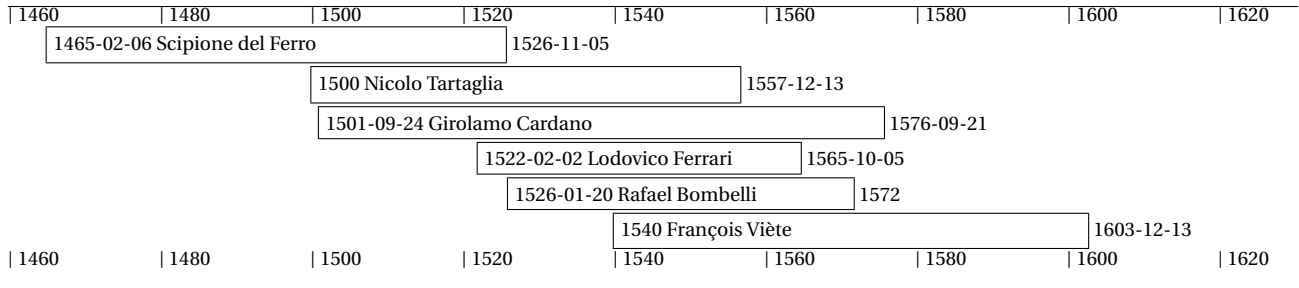 | 1460 | 1480 | 1500 | 1520 | 1540 | 1560 | 1580 | 1600 | 1620
1465-02-06 Scipione del Ferro 1526-11-05
1500 Nicolo Tartaglia 1557-12-13
1501-09-24 Girolamo Cardano 1576-09-21
1522-02-02 Lodovico Ferrari 1565-10-05
1526-01-20 Rafael Bombelli 1572
1540 François Viète 1603-12-13
| 1460 | 1480 | 1500 | 1520 | 1540 | 1560 | 1580 | 1600 | 1620